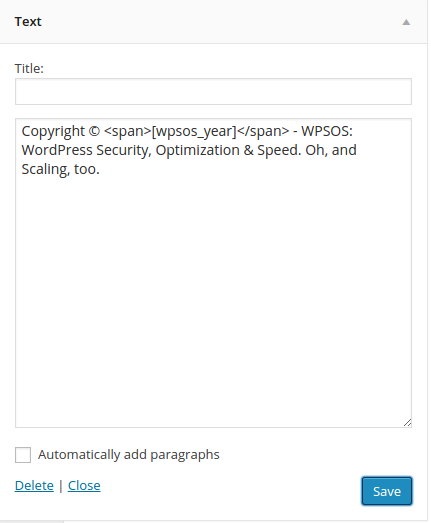 Text
Title:
Copyright © <span>[wpsos_year]</span> - WPSOS:
WordPress Security, Optimization & Speed. Oh, and
Scaling, too.
Automatically add paragraphs
Delete | Close
Save